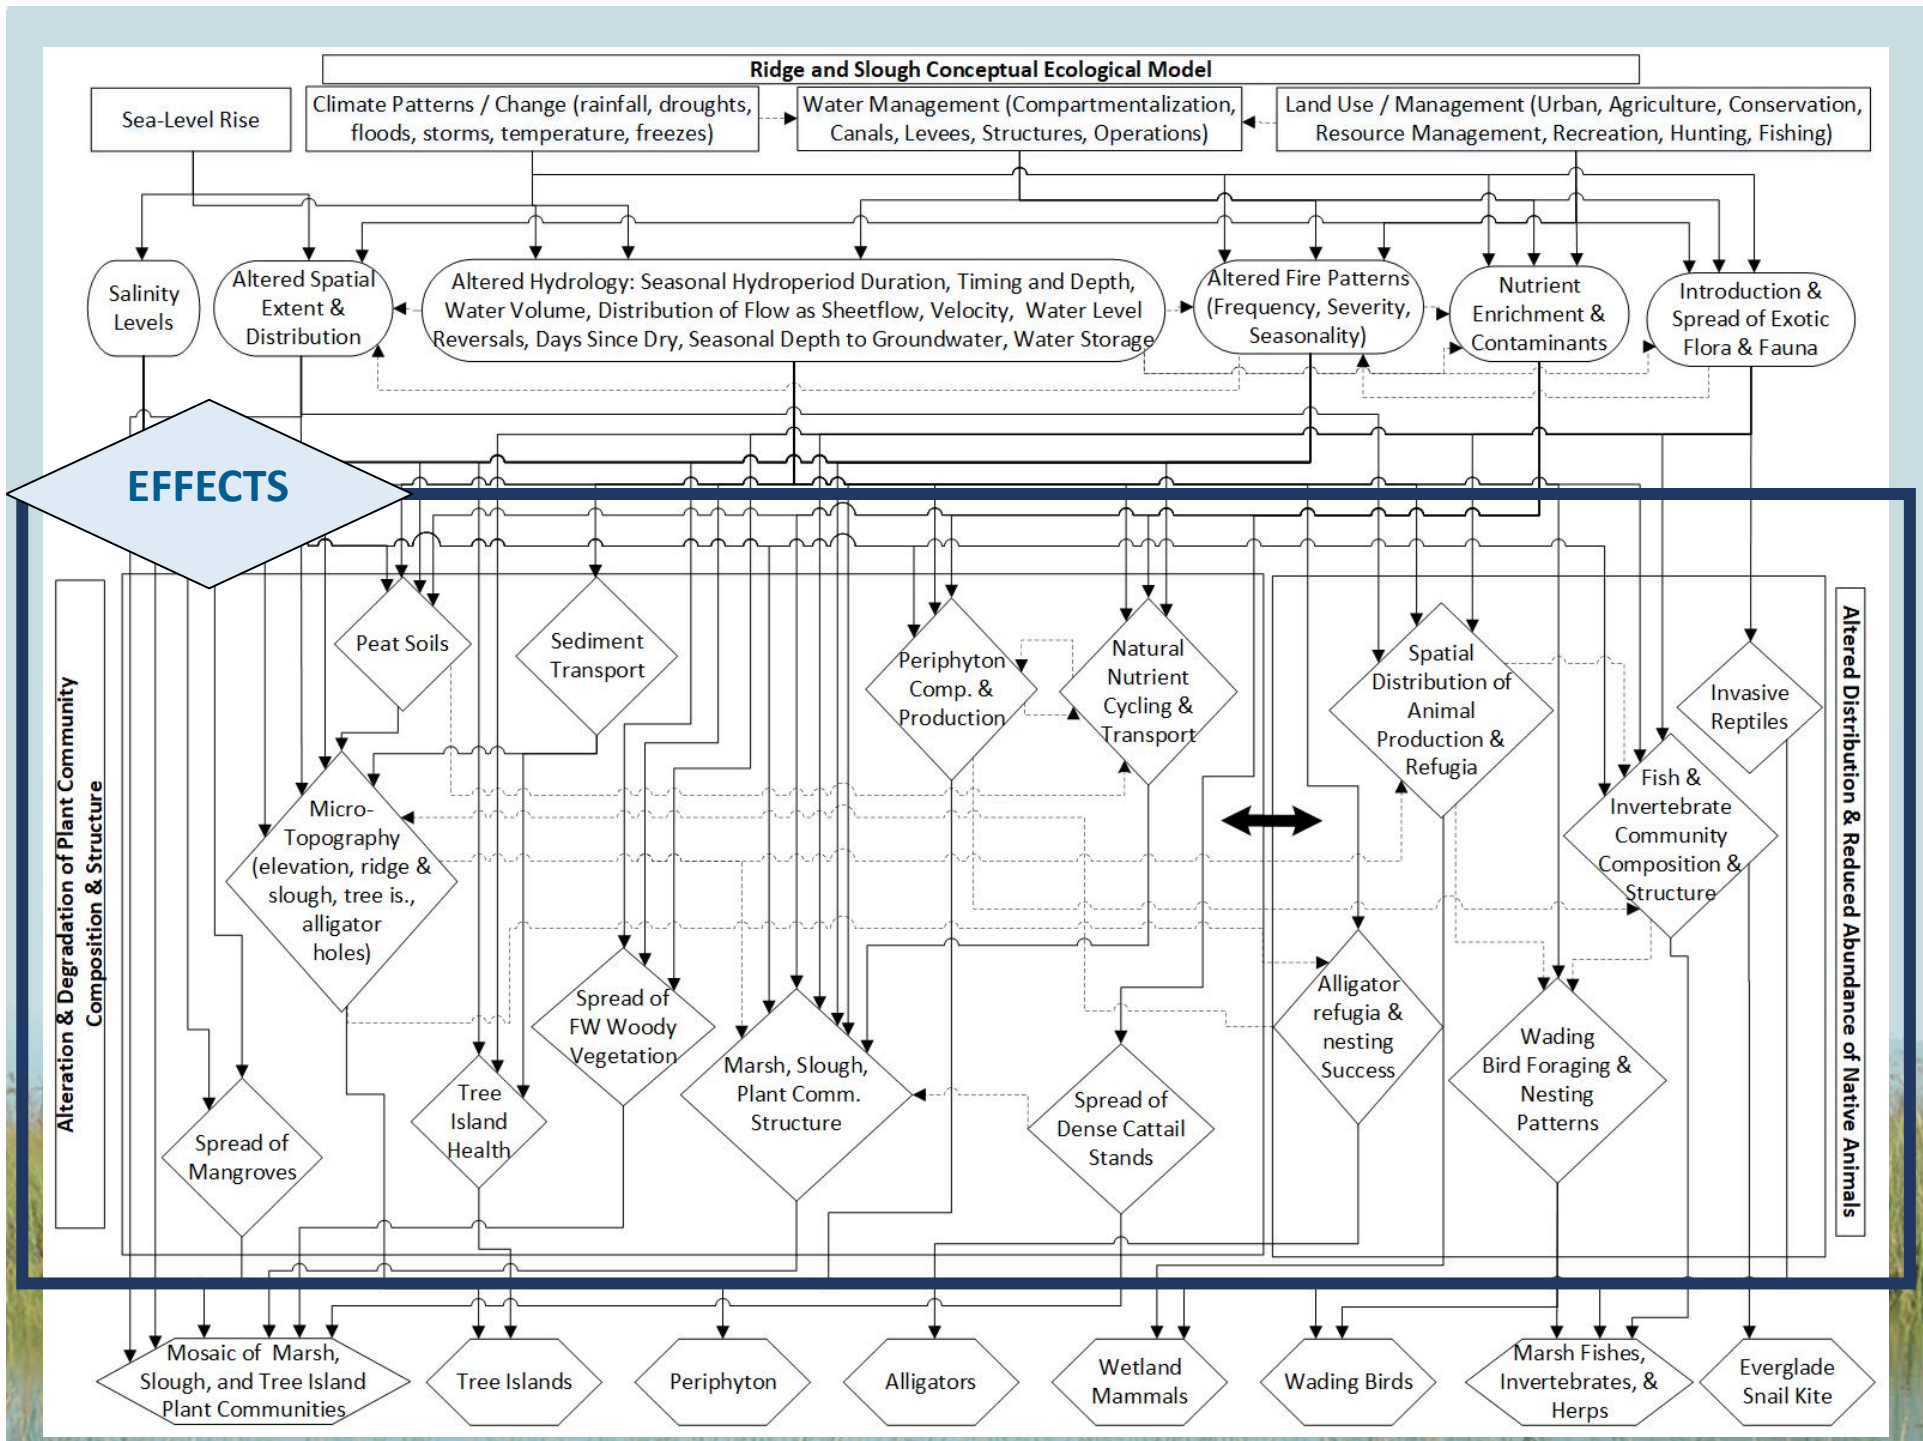 Ridge and Slough Conceptual Ecological Model
Sea-Level Rise
Climate Patterns / Change (rainfall, droughts,
floods, storms, temperature, freezes)
Water Management (Compartmentalization,
Canals, Levees, Structures, Operations)
Land Use / Management (Urban, Agriculture, Conservation,
Resource Management, Recreation, Hunting, Fishing)
Salinity
Levels
Altered Spatial
Extent &
Distribution
Altered Hydrology: Seasonal Hydroperiod Duration, Timing and Depth,
Water Volume, Distribution of Flow as Sheetflow, Velocity, Water Level
Reversals, Days Since Dry, Seasonal Depth to Groundwater, Water Storage
Altered Fire Patterns
(Frequency, Severity,
Seasonality)
Nutrient
Enrichment &
Contaminants
Introduction &
Spread of Exotic
Flora & Fauna
EFFECTS
Alteration & Degradation of Plant Community
Composition & Structure
Peat Soils
Sediment
Transport
Periphyton
Comp. &
Production
Natural
Nutrient
Cycling &
Transport
Spatial
Distribution of
Animal
Production &
Refugia
Invasive
Reptiles
Altered Distribution & Reduced Abundance of Native Animals
Micro-
Topography
(elevation, ridge &
slough, tree is.,
alligator
holes)
Fish &
Invertebrate
Community
Composition &
Structure
Spread of
FW Woody
Vegetation
Alligator
refugia &
nesting
Success
Wading
Bird Foraging &
Nesting
Patterns
Tree
Island
Health
Marsh, Slough,
Plant Comm.
Structure
Spread of
Dense Cattail
Stands
Spread of
Mangroves
Mosaic of Marsh,
Slough, and Tree Island
Plant Communities
Tree Islands
Periphyton
Alligators
Wetland
Mammals
Wading Birds
Marsh Fishes,
Invertebrates, &
Herps
Everglade
Snail Kite